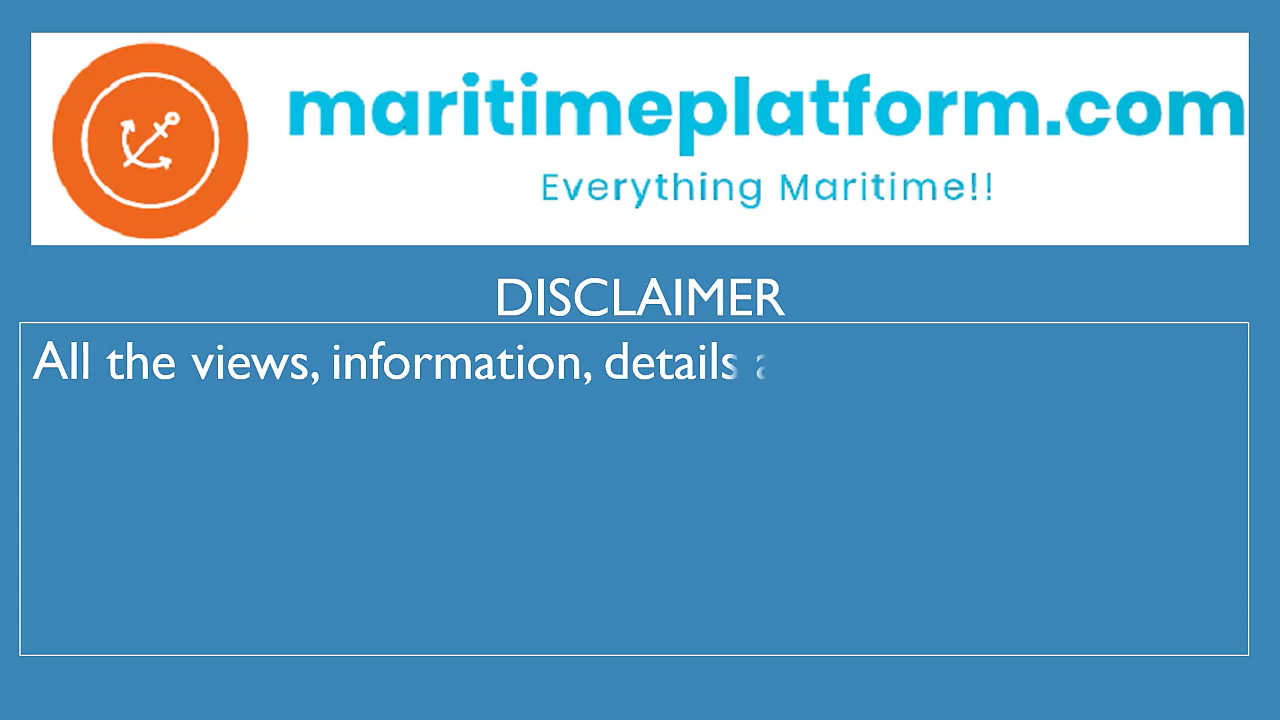 maritimeplatform.com
Everything Maritime!!
DISCLAIMER
All the views, information, details